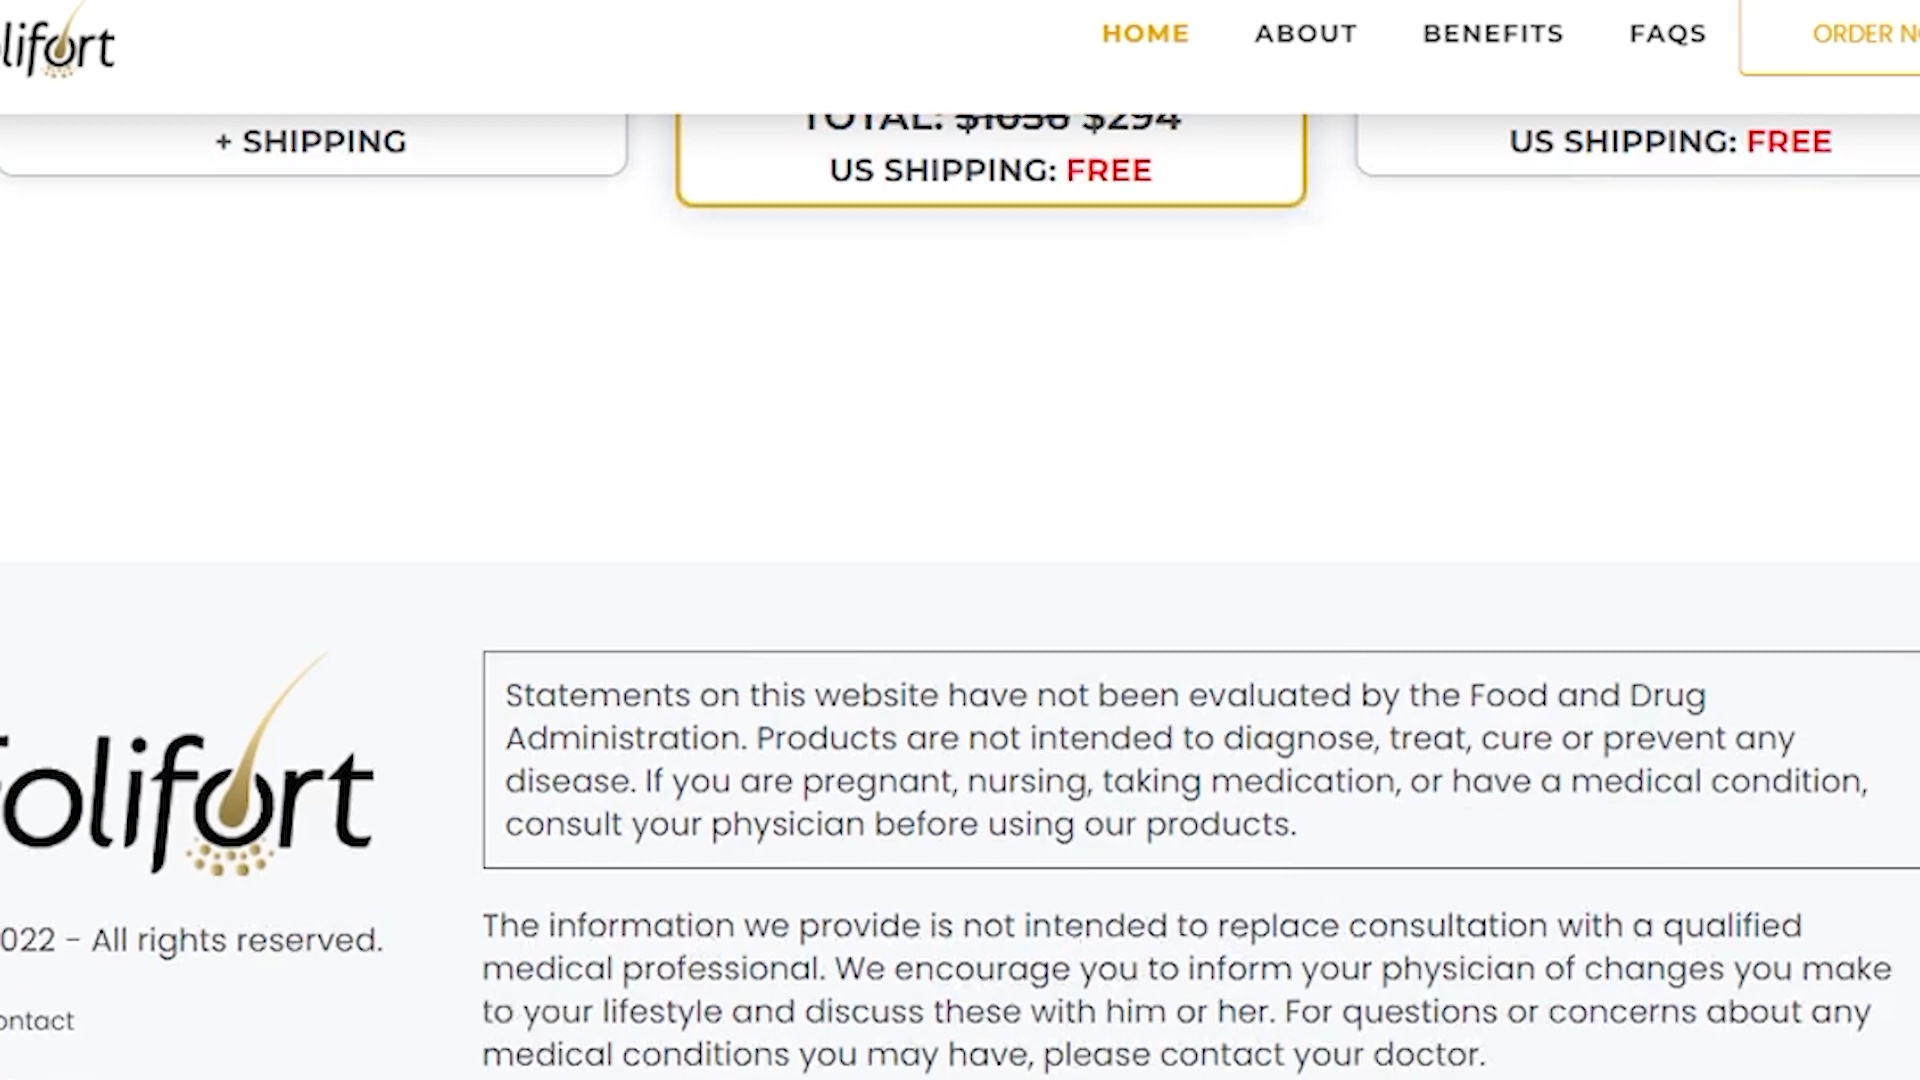 olifort
HOME ABOUT BENEFITS FAQS ORDER
+ SHIPPING
TOTAL: $1056 $294
US SHIPPING: FREE
US SHIPPING: FREE
olifort
022 - All rights reserved.
ontact
Statements on this website have not been evaluated by the Food and Drug
Administration. Products are not intended to diagnose, treat, cure or prevent any
disease. If you are pregnant, nursing, taking medication, or have a medical condition,
consult your physician before using our products.
The information we provide is not intended to replace consultation with a qualified
medical professional. We encourage you to inform your physician of changes you make
to your lifestyle and discuss these with him or her. For questions or concerns about any
medical conditions you may have, please contact your doctor.